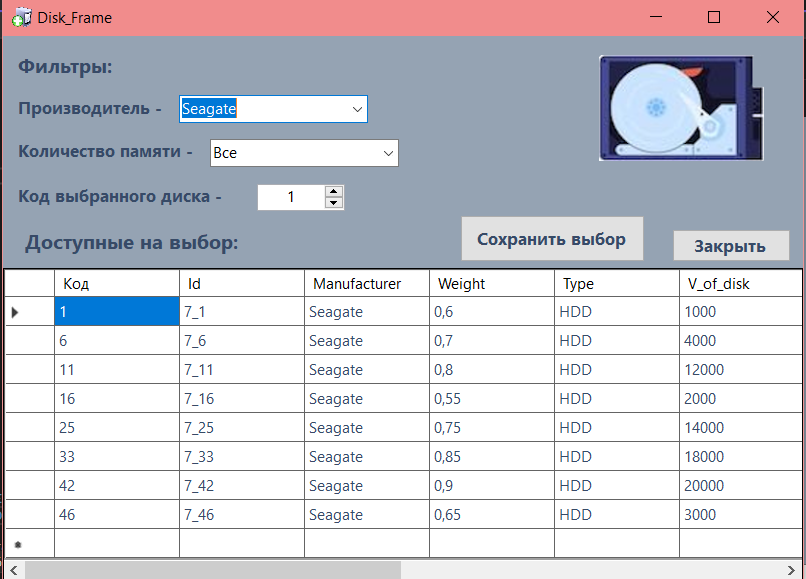 Disk_Frame
Фильтры:
Производитель - Seagate
Количество памяти - Все
Код выбранного диска - 1
Доступные на выбор: Сохранить выбор Закрыть
Код Id Manufacturer Weight Type V_of_disk
1 7_1 Seagate 0,6 HDD 1000
6 7_6 Seagate 0,7 HDD 4000
11 7_11 Seagate 0,8 HDD 12000
16 7_16 Seagate 0,55 HDD 2000
25 7_25 Seagate 0,75 HDD 14000
33 7_33 Seagate 0,85 HDD 18000
42 7_42 Seagate 0,9 HDD 20000
46 7_46 Seagate 0,65 HDD 3000